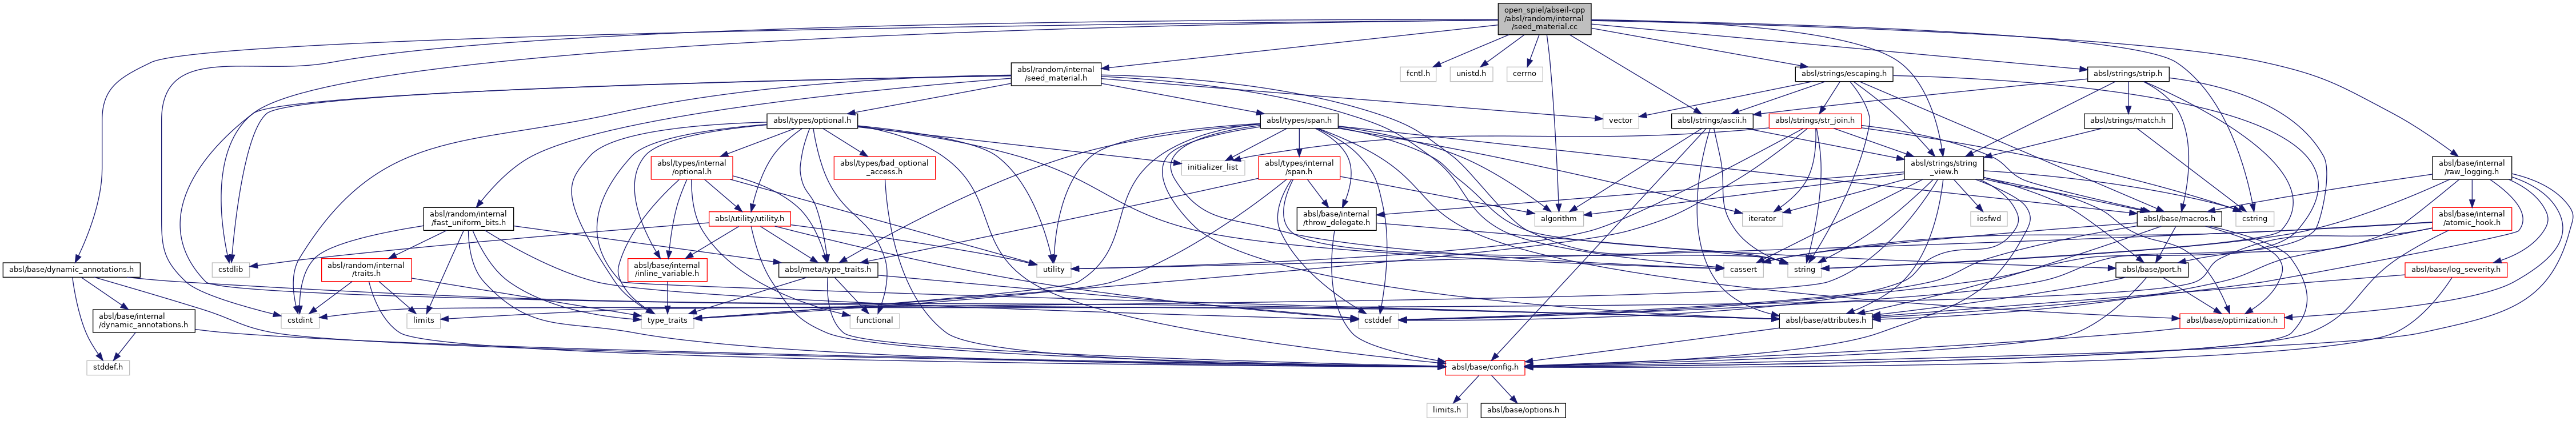 open_spiel/abseil-cpp
/absl/random/internal
/seed_material.cc
absl/random/internal
/seed_material.h
fcntl.h
unistd.h
cerrno
absl/strings/escaping.h
absl/strings/strip.h
absl/types/optional.h
absl/types/span.h
vector
absl/strings/ascii.h
absl/strings/str_join.h
absl/strings/match.h
absl/types/internal
/optional.h
absl/types/bad_optional
_access.h
initializer_list
absl/types/internal
/span.h
absl/strings/string
_view.h
absl/base/internal
/raw_logging.h
absl/random/internal
/fast_uniform_bits.h
absl/utility/utility.h
absl/base/internal
/throw_delegate.h
algorithm
iterator
iosfwd
absl/base/macros.h
cstring
absl/base/internal
/atomic_hook.h
absl/base/dynamic_annotations.h
cstdlib
absl/random/internal
/traits.h
absl/base/internal
/inline_variable.h
absl/meta/type_traits.h
utility
cassert
string
absl/base/port.h
absl/base/log_severity.h
absl/base/internal
/dynamic_annotations.h
cstdint
limits
type_traits
functional
cstddef
absl/base/attributes.h
absl/base/optimization.h
stddef.h
absl/base/config.h
limits.h
absl/base/options.h